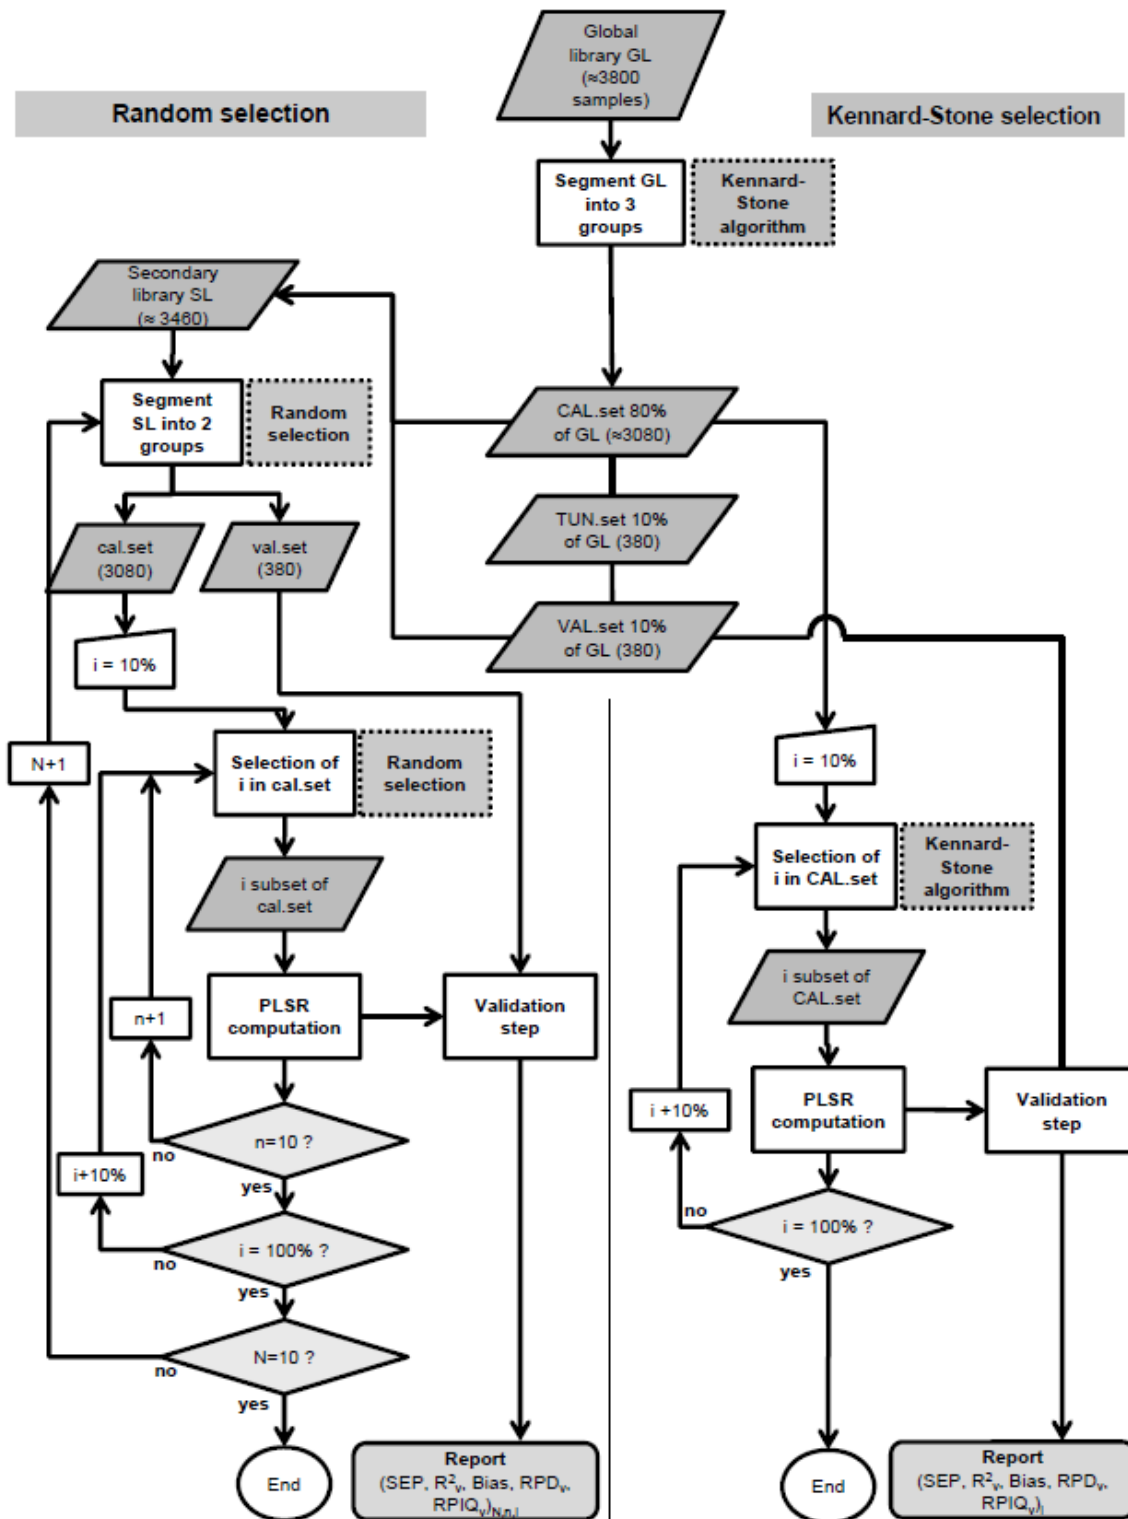 Global
library GL
(≈3800
samples)
Random selection
Kennard-Stone selection
Segment GL
into 3
groups
Kennard-
Stone
algorithm
Secondary
library SL
(≈ 3460)
Segment
SL into 2
groups
Random
selection
CAL.set 80%
of GL (≈3080)
TUN.set 10%
of GL (380)
VAL.set 10%
of GL (380)
cal.set
(3080)
val.set
(380)
i = 10%
N+1
Selection of
i in cal.set
Random
selection
i = 10%
Selection of
i in CAL.set
Kennard-
Stone
algorithm
i subset of
cal.set
i subset of
CAL.set
n+1
PLSR
computation
Validation
step
i +10%
PLSR
computation
Validation
step
n=10 ?
no
yes
i+10%
i = 100% ?
no
yes
i = 100% ?
no
yes
N=10 ?
no
yes
End
Report
(SEP, R²ᵥ, Bias, RPDᵥ,
RPIQᵥ)N,n,i
End
Report
(SEP, R²ᵥ, Bias, RPDᵥ,
RPIQᵥ)i